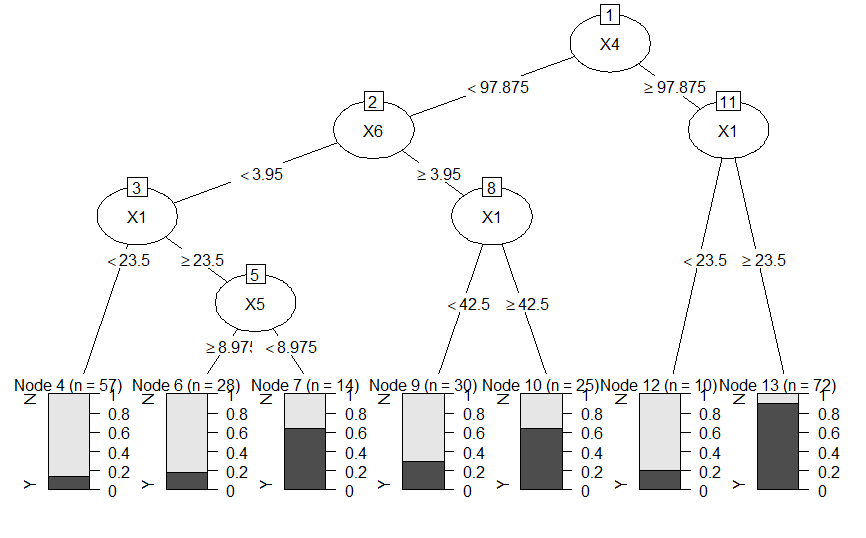 1
X4
< 97.875
≥ 97.875
2
X6
11
X1
< 3.95
≥ 3.95
3
X1
8
X1
< 23.5
≥ 23.5
< 23.5
≥ 23.5
5
X5
< 42.5
≥ 42.5
≥ 8.975
< 8.975
Node 4 (n = 57)
Node 6 (n = 28)
Node 7 (n = 14)
Node 9 (n = 30)
Node 10 (n = 25)
Node 12 (n = 10)
Node 13 (n = 72)
N
Y
1
0.8
0.6
0.4
0.2
0
N
Y
1
0.8
0.6
0.4
0.2
0
N
Y
1
0.8
0.6
0.4
0.2
0
N
Y
1
0.8
0.6
0.4
0.2
0
N
Y
1
0.8
0.6
0.4
0.2
0
N
Y
1
0.8
0.6
0.4
0.2
0
N
Y
1
0.8
0.6
0.4
0.2
0